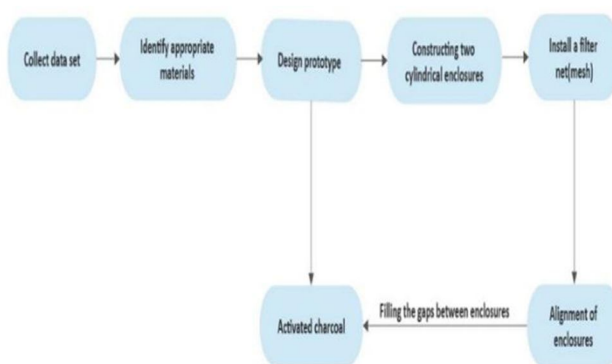 Collect data set
Identify appropriate
materials
Design prototype
Constructing two
cylindrical enclosures
Install a filter
net(mesh)
Activated charcoal
Filling the gaps between enclosures
Alignment of
enclosures